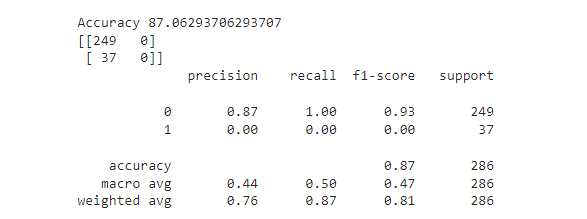 Accuracy 87.06293706293707
[[249 0]
[ 37 0]]
precision recall f1-score support
0 0.87 1.00 0.93 249
1 0.00 0.00 0.00 37
accuracy 0.87 286
macro avg 0.44 0.50 0.47 286
weighted avg 0.76 0.87 0.81 286